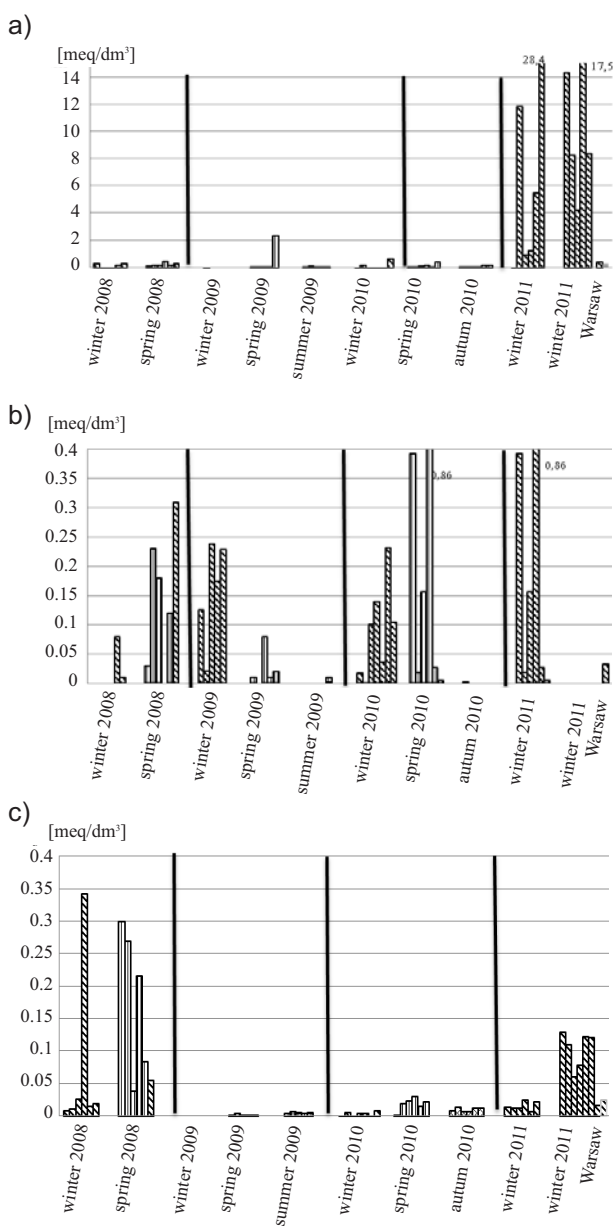 a)
[meq/dm³]
28,4
17,5
14
12
10
8
6
4
2
0
winter 2008
spring 2008
winter 2009
spring 2009
summer 2009
winter 2010
spring 2010
autum 2010
winter 2011
winter 2011
Warsaw
b)
[meq/dm³]
0.4
0,86
0,86
0.35
0.3
0.25
0.2
0.15
0.1
0.05
0
winter 2008
spring 2008
winter 2009
spring 2009
summer 2009
winter 2010
spring 2010
autum 2010
winter 2011
winter 2011
Warsaw
c)
[meq/dm³]
0.4
0.35
0.3
0.25
0.2
0.15
0.1
0.05
0
winter 2008
spring 2008
winter 2009
spring 2009
summer 2009
winter 2010
spring 2010
autumn 2010
winter 2011
winter 2011
Warsaw